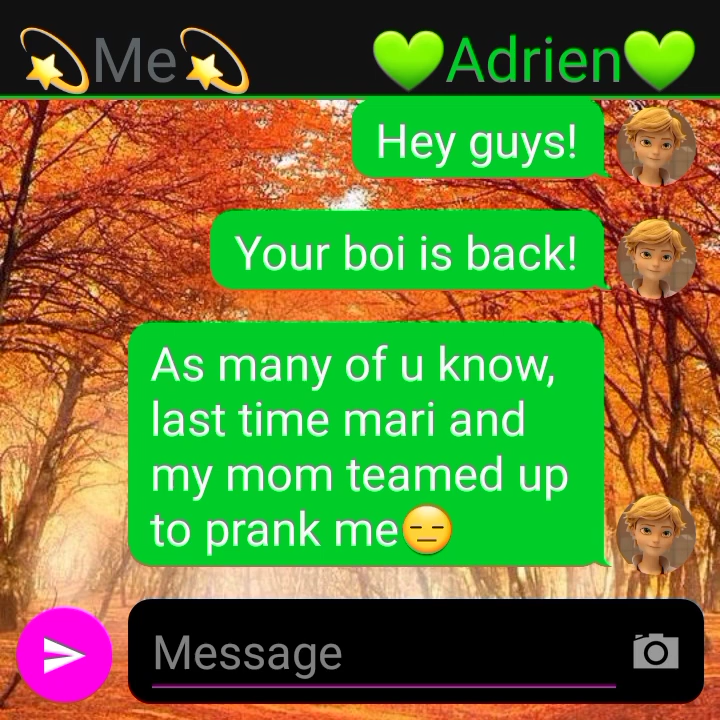 💫Me💫 💚Adrien💚
Hey guys!
Your boi is back!
As many of u know,
last time mari and
my mom teamed up
to prank me😑
Message